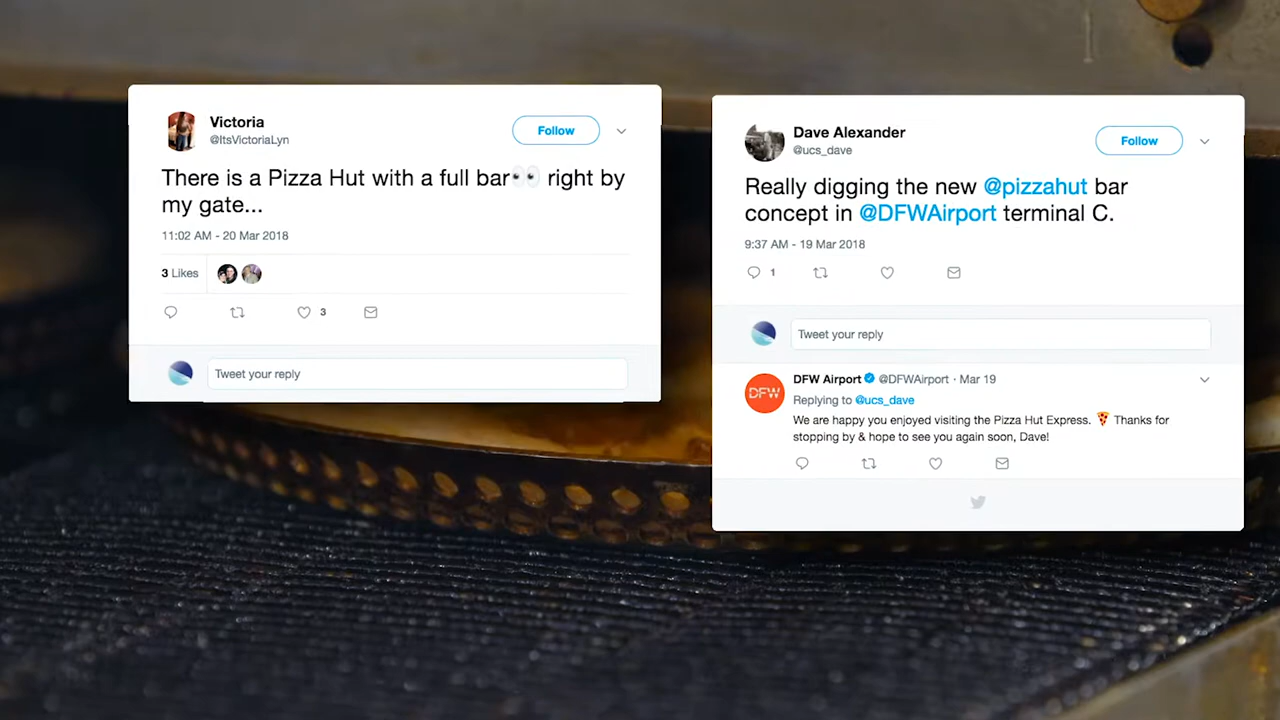 Victoria
@ItsVictoriaLyn
Follow
There is a Pizza Hut with a full bar👀 right by
my gate...
11:02 AM - 20 Mar 2018
3 Likes
3
Tweet your reply
Dave Alexander
@ucs_dave
Follow
Really digging the new @pizzahut bar
concept in @DFWAirport terminal C.
9:37 AM - 19 Mar 2018
1
Tweet your reply
DFW
DFW Airport @DFWAirport · Mar 19
Replying to @ucs_dave
We are happy you enjoyed visiting the Pizza Hut Express. 🍕 Thanks for
stopping by & hope to see you again soon, Dave!